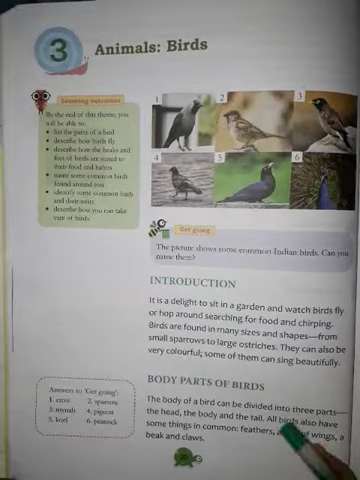 3
Animals: Birds
Learning outcomes
By the end of this theme, you
will be able to:
• list the parts of a bird
• describe how birds fly
• describe how the beaks and
feet of birds are suited to
their food and habits
• name some common birds
found around you
• identify some common birds
and their nests
• describe how you can take
care of birds
1
2
3
4
5
6
Get going
The picture shows some common Indian birds. Can you
name them?
INTRODUCTION
It is a delight to sit in a garden and watch birds fly
or hop around searching for food and chirping.
Birds are found in many sizes and shapes—from
small sparrows to large ostriches. They can also be
very colourful; some of them can sing beautifully.
Answers to 'Get going':
1. crow 2. sparrow
3. mynah 4. pigeon
5. koel 6. peacock
BODY PARTS OF BIRDS
The body of a bird can be divided into three parts—
the head, the body and the tail. All birds also have
some things in common: feathers, a of wings, a
beak and claws.
20